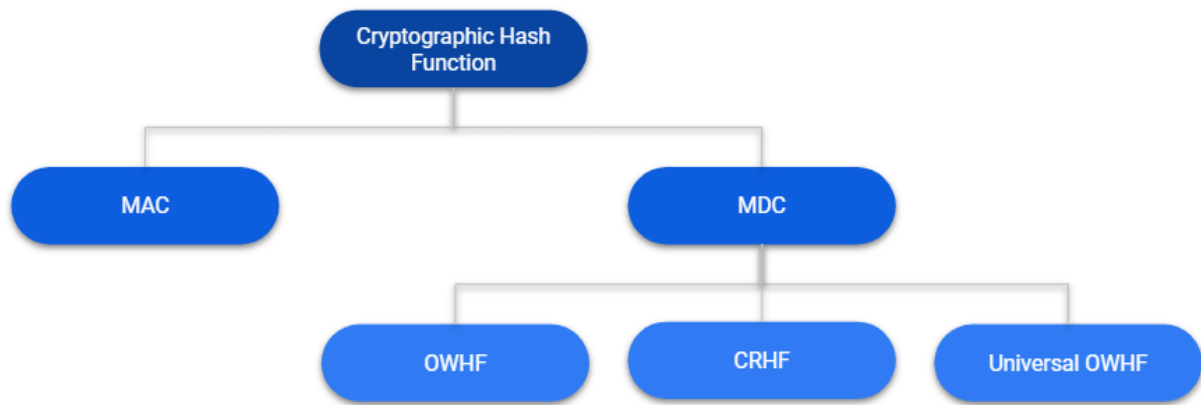 Cryptographic Hash
Function
MAC
MDC
OWHF
CRHF
Universal OWHF